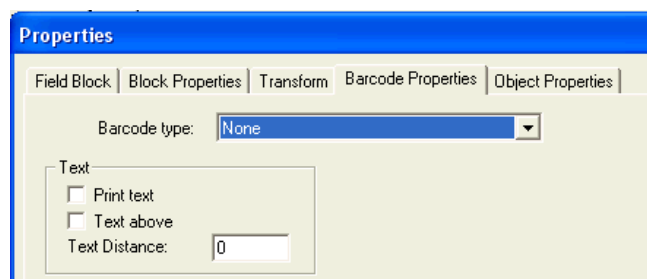 Properties
Field Block Block Properties Transform Barcode Properties Object Properties
Barcode type: None
Text
Print text
Text above
Text Distance: 0